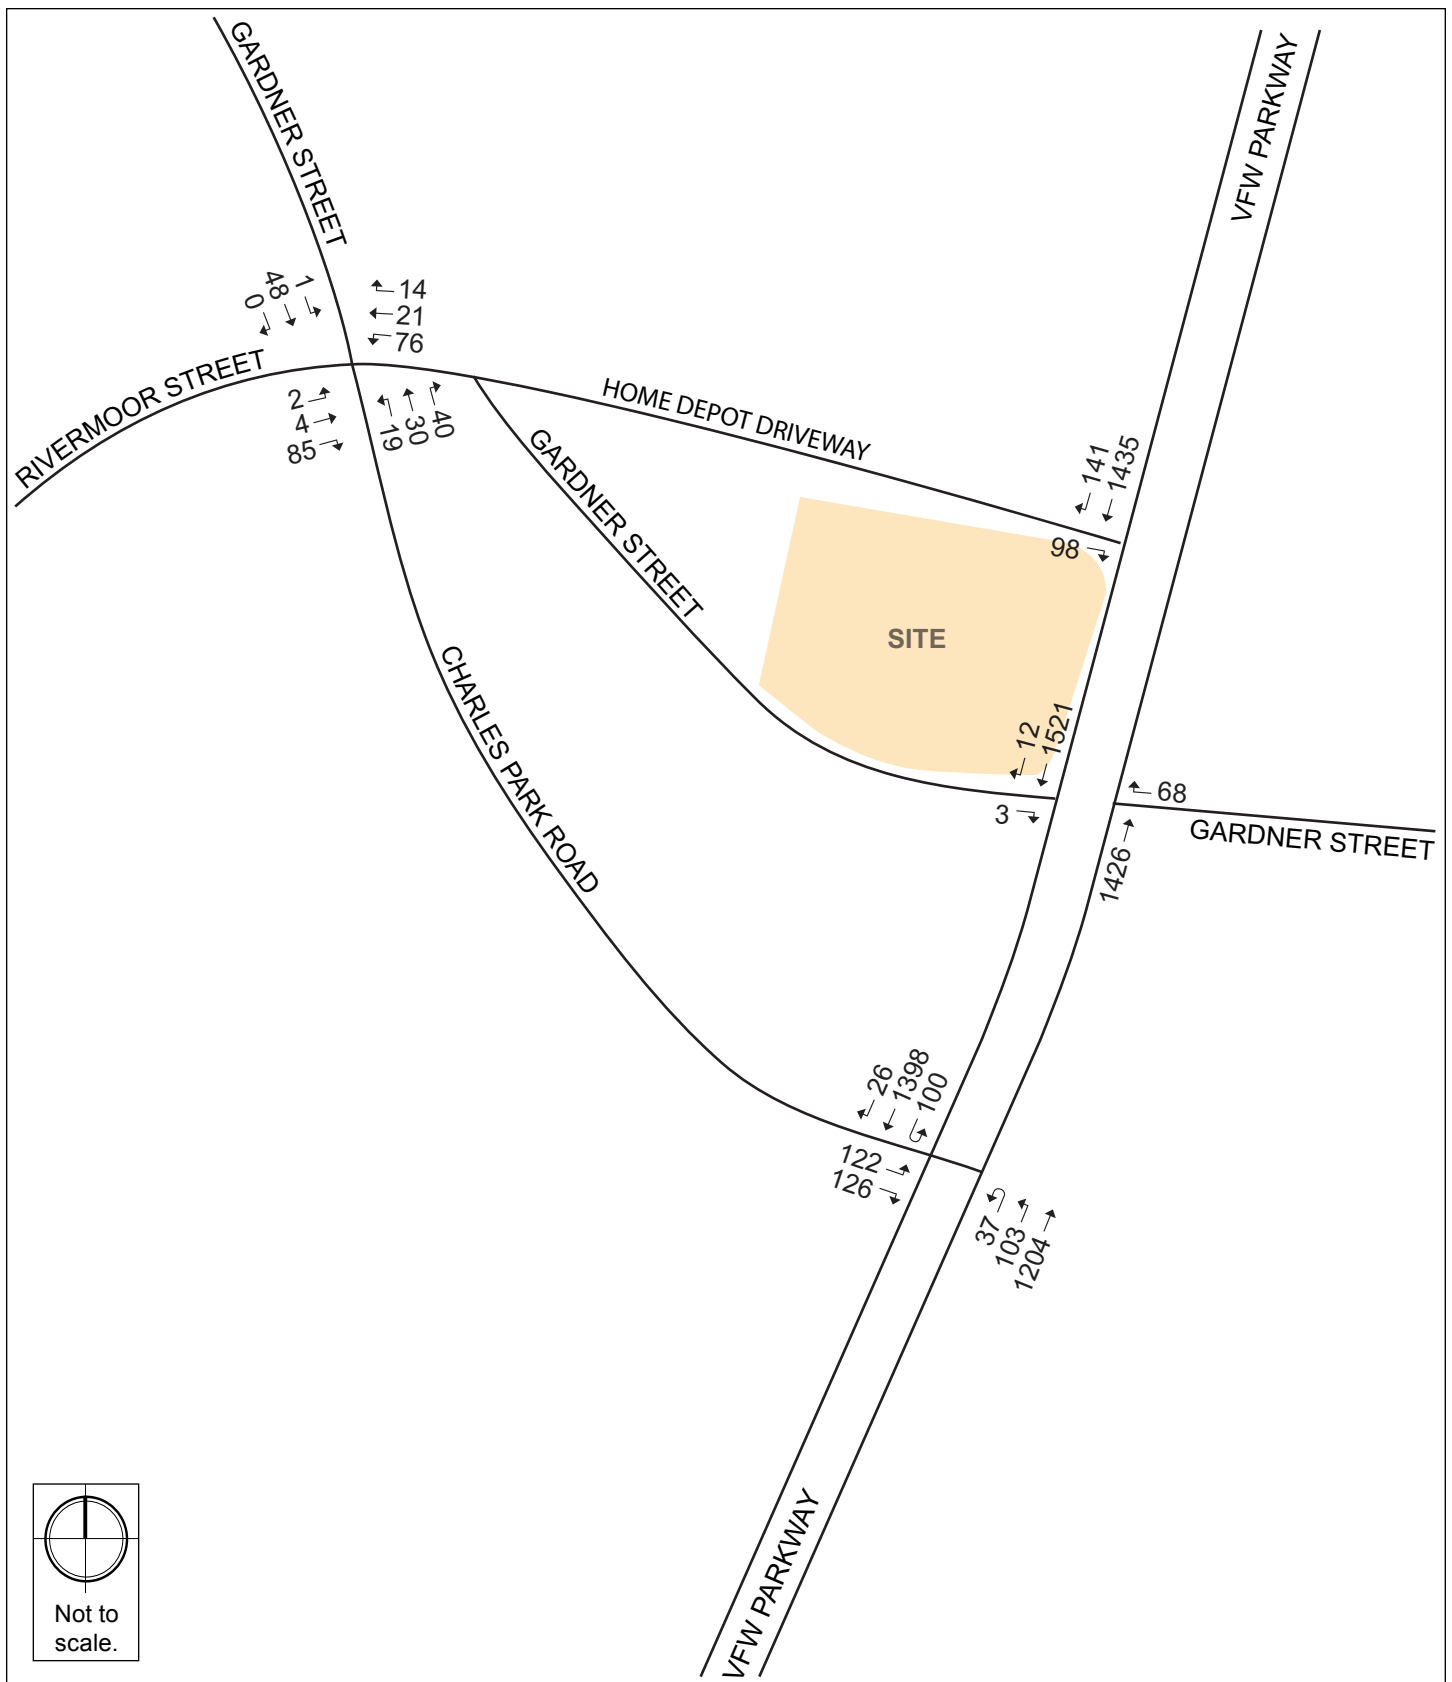 GARDNER STREET
VFW PARKWAY
0
48
1
14
21
76
RIVERMOOR STREET
2
4
85
19
30
40
HOME DEPOT DRIVEWAY
GARDNER STREET
141
1435
98
SITE
12
1521
3
68
GARDNER STREET
1426
CHARLES PARK ROAD
26
1398
100
122
126
37
103
1204
VFW PARKWAY
Not to
scale.